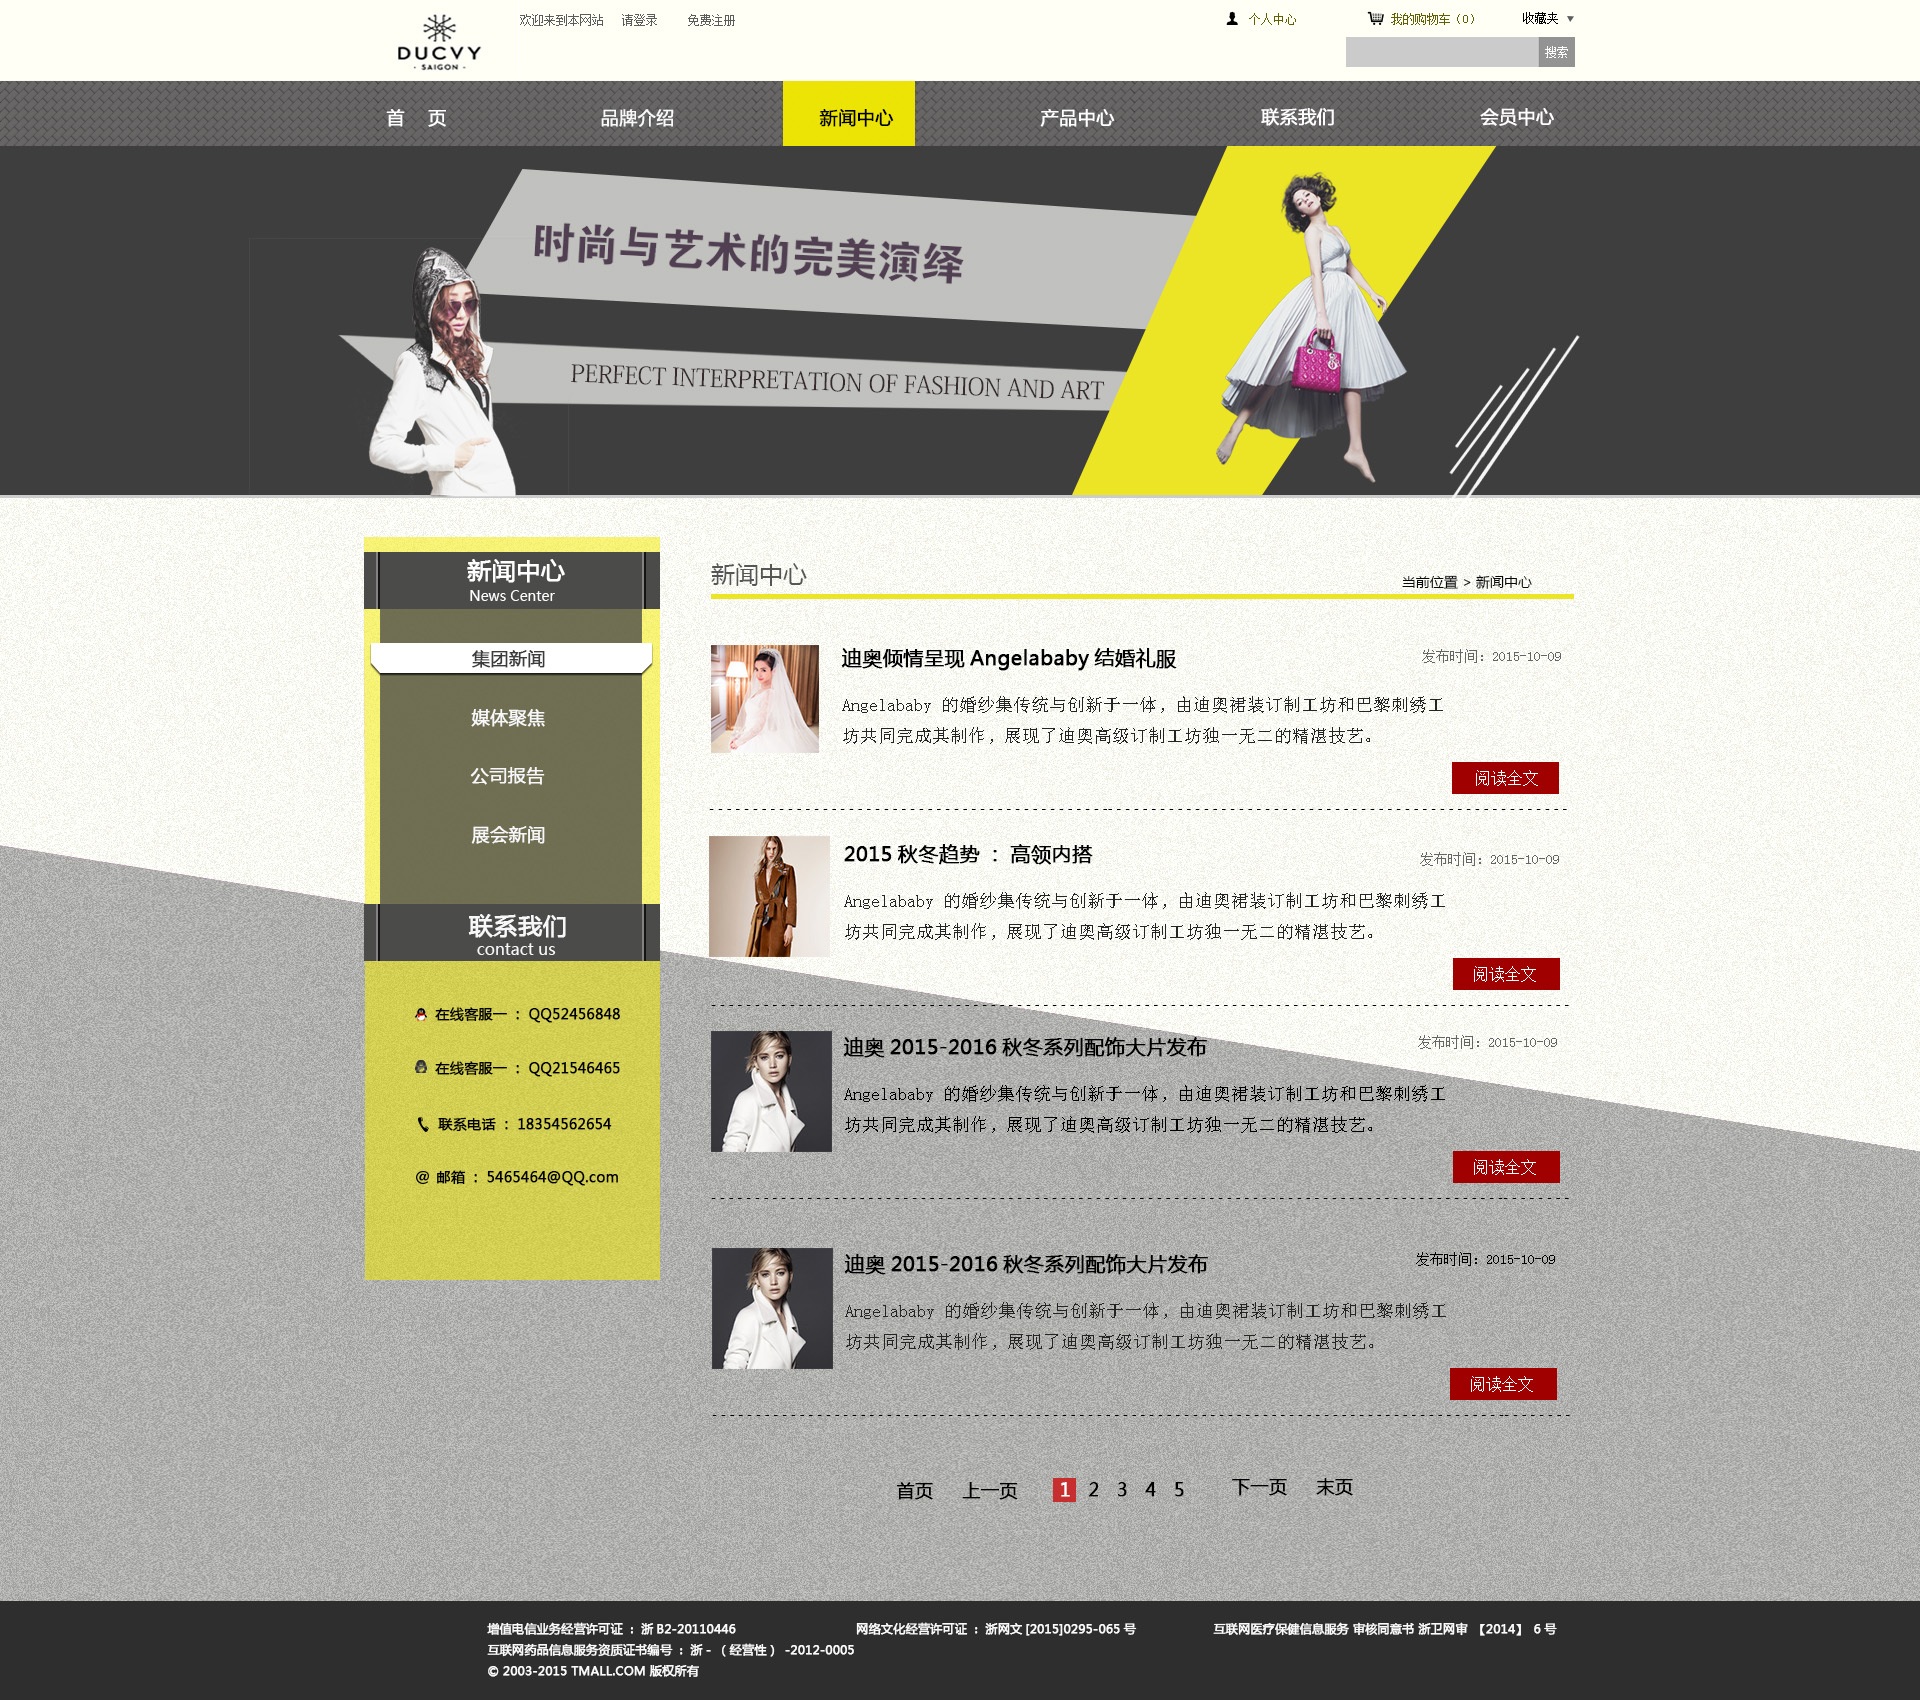 DUCVY
- SAIGON -
欢迎来到本网站 请登录 免费注册
个人中心 我的购物车（0） 收藏夹
搜索
首 页 品牌介绍 新闻中心 产品中心 联系我们 会员中心
时尚与艺术的完美演绎
PERFECT INTERPRETATION OF FASHION AND ART
新闻中心
News Center
集团新闻
媒体聚焦
公司报告
展会新闻
联系我们
contact us
在线客服一 ： QQ52456848
在线客服一 ： QQ21546465
联系电话 ： 18354562654
@ 邮箱 ： 5465464@QQ.com
新闻中心
当前位置 > 新闻中心
迪奥倾情呈现 Angelababy 结婚礼服
发布时间：2015-10-09
Angelababy 的婚纱集传统与创新于一体，由迪奥裙装订制工坊和巴黎刺绣工
坊共同完成其制作，展现了迪奥高级订制工坊独一无二的精湛技艺。
阅读全文
2015 秋冬趋势 ： 高领内搭
发布时间：2015-10-09
Angelababy 的婚纱集传统与创新于一体，由迪奥裙装订制工坊和巴黎刺绣工
坊共同完成其制作，展现了迪奥高级订制工坊独一无二的精湛技艺。
阅读全文
迪奥 2015-2016 秋冬系列配饰大片发布
发布时间：2015-10-09
Angelababy 的婚纱集传统与创新于一体，由迪奥裙装订制工坊和巴黎刺绣工
坊共同完成其制作，展现了迪奥高级订制工坊独一无二的精湛技艺。
阅读全文
迪奥 2015-2016 秋冬系列配饰大片发布
发布时间：2015-10-09
Angelababy 的婚纱集传统与创新于一体，由迪奥裙装订制工坊和巴黎刺绣工
坊共同完成其制作，展现了迪奥高级订制工坊独一无二的精湛技艺。
阅读全文
首页 上一页 1 2 3 4 5 下一页 末页
增值电信业务经营许可证 ： 浙 B2-20110446 网络文化经营许可证 ： 浙网文 [2015]0295-065 号 互联网医疗保健信息服务 审核同意书 浙卫网审 【2014】 6 号
互联网药品信息服务资质证书编号 ： 浙 - （ 经营性 ） -2012-0005
© 2003-2015 TMALL.COM 版权所有